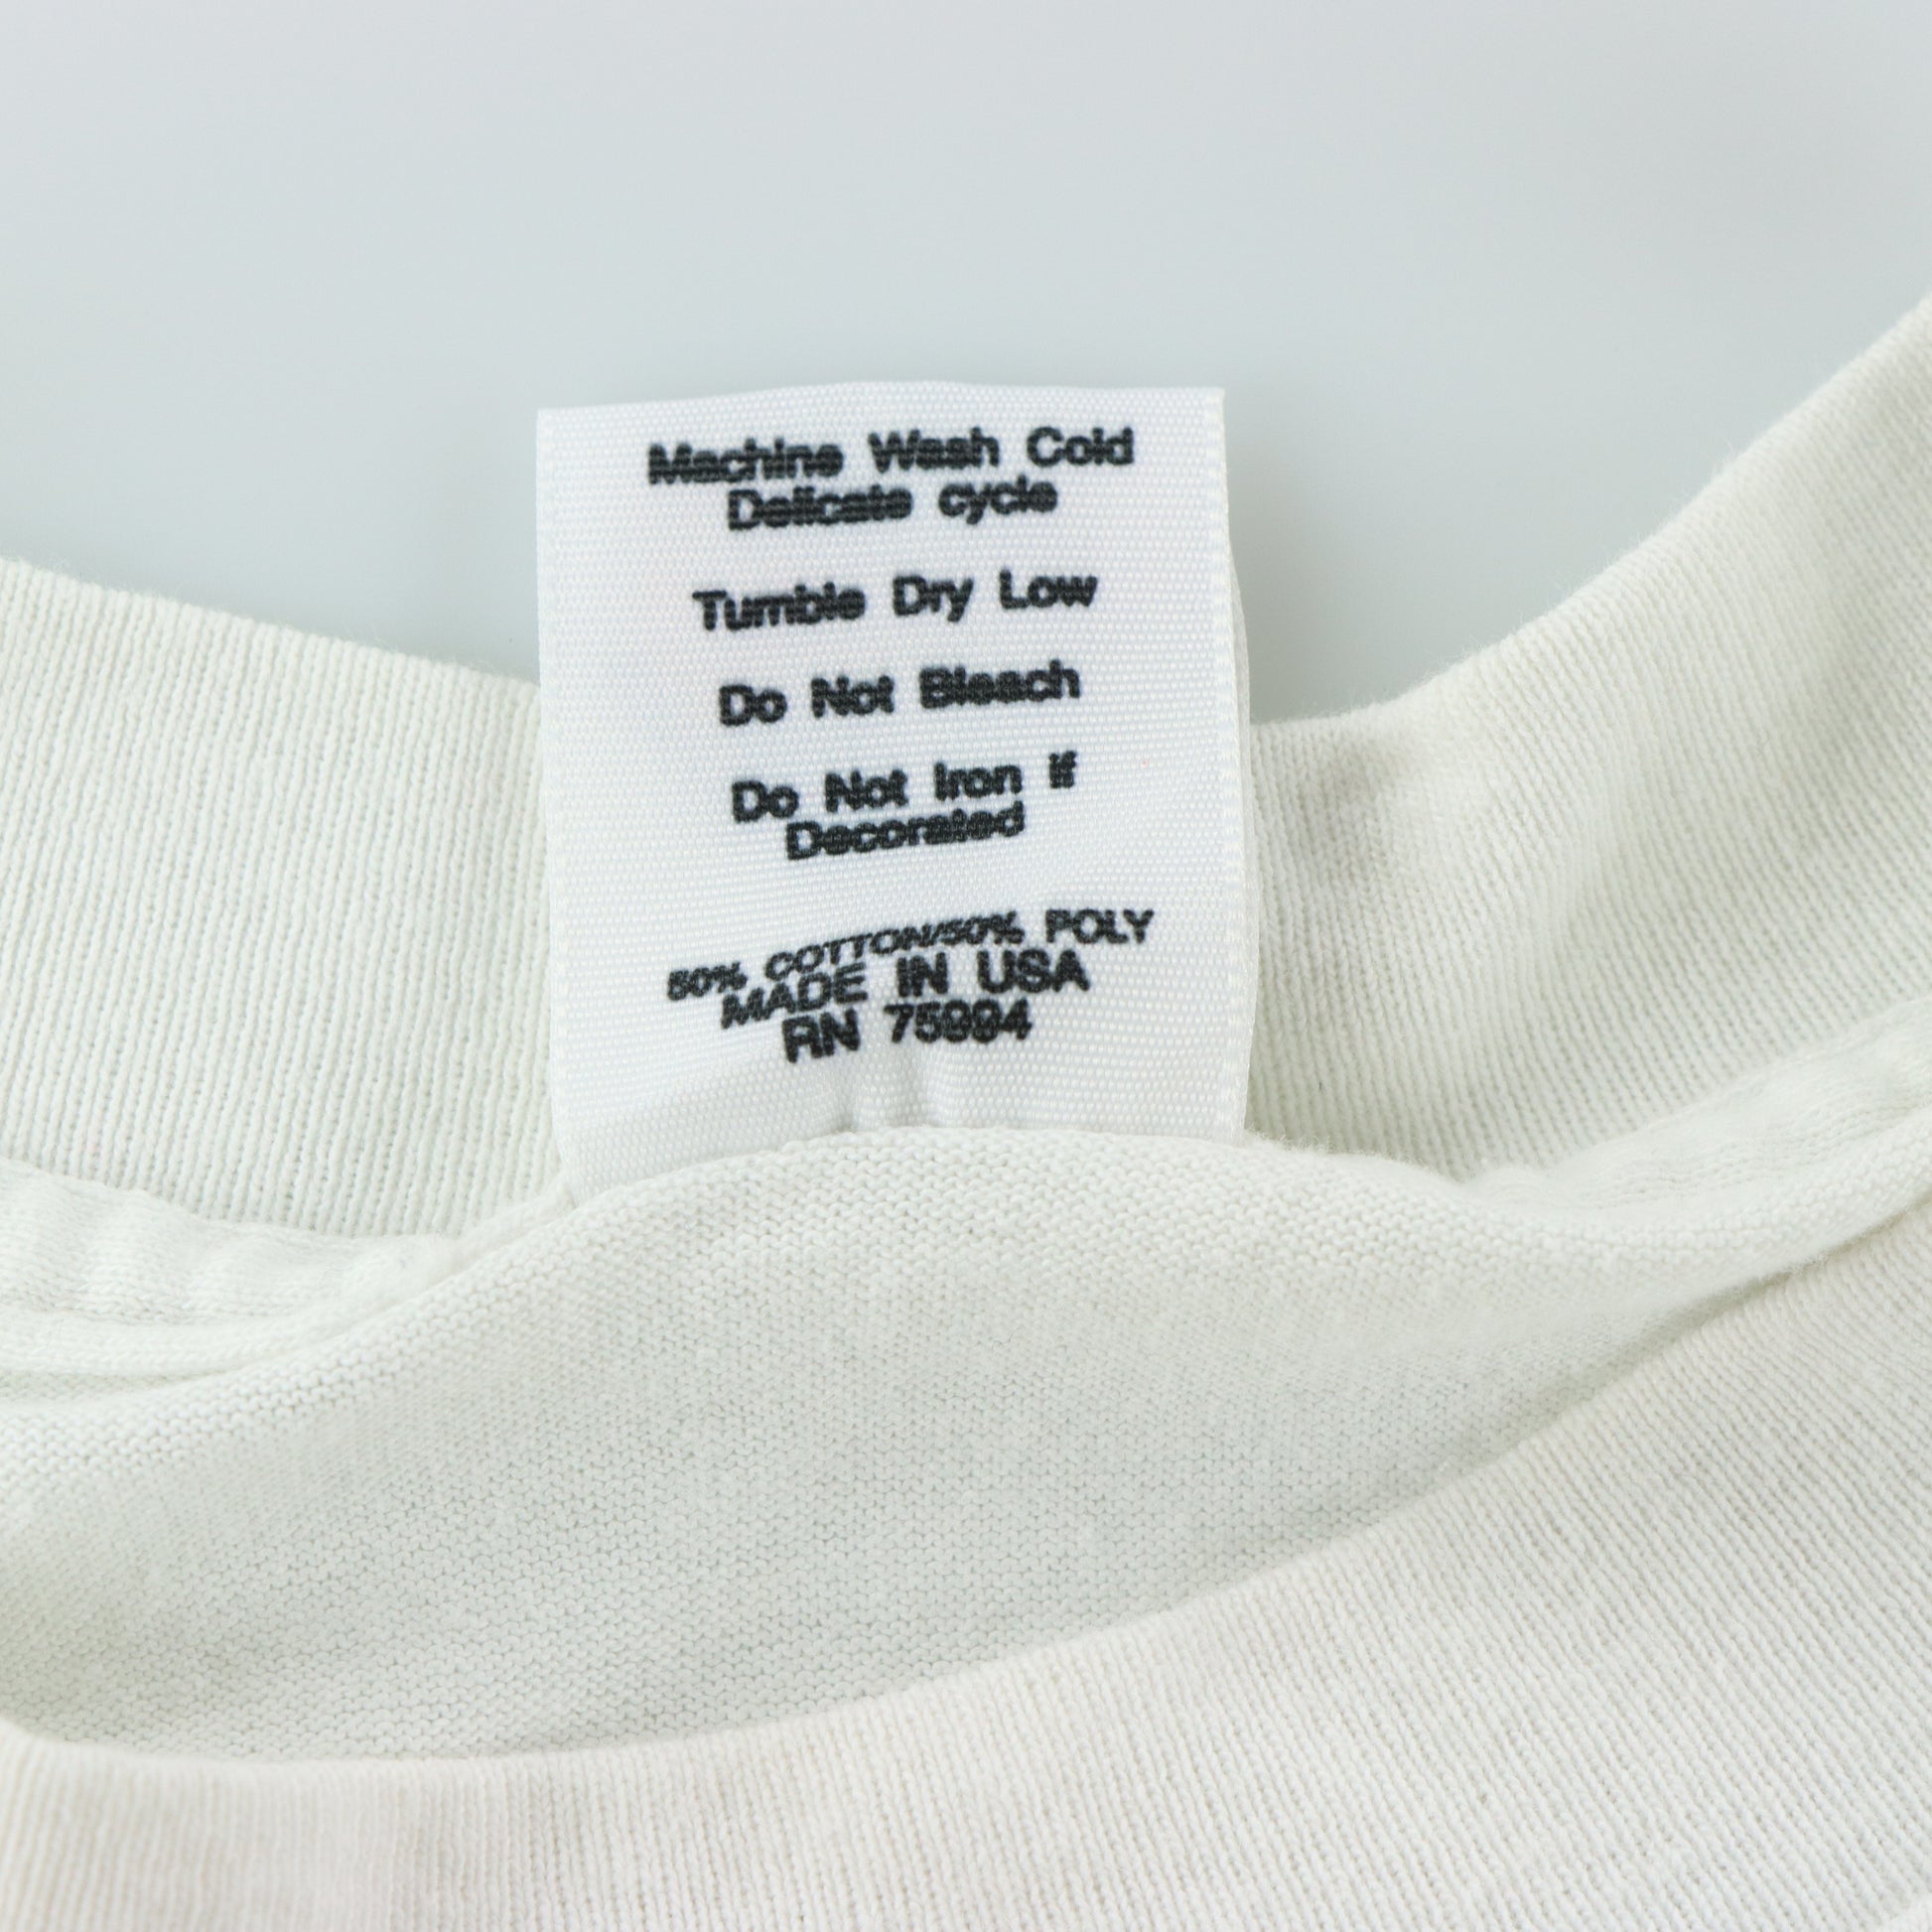 Machine Wash Cold
Delicate cycle
Tumble Dry Low
Do Not Bleach
Do Not Iron If
Decorated
50% COTTON/50% POLY
MADE IN USA
RN 75994